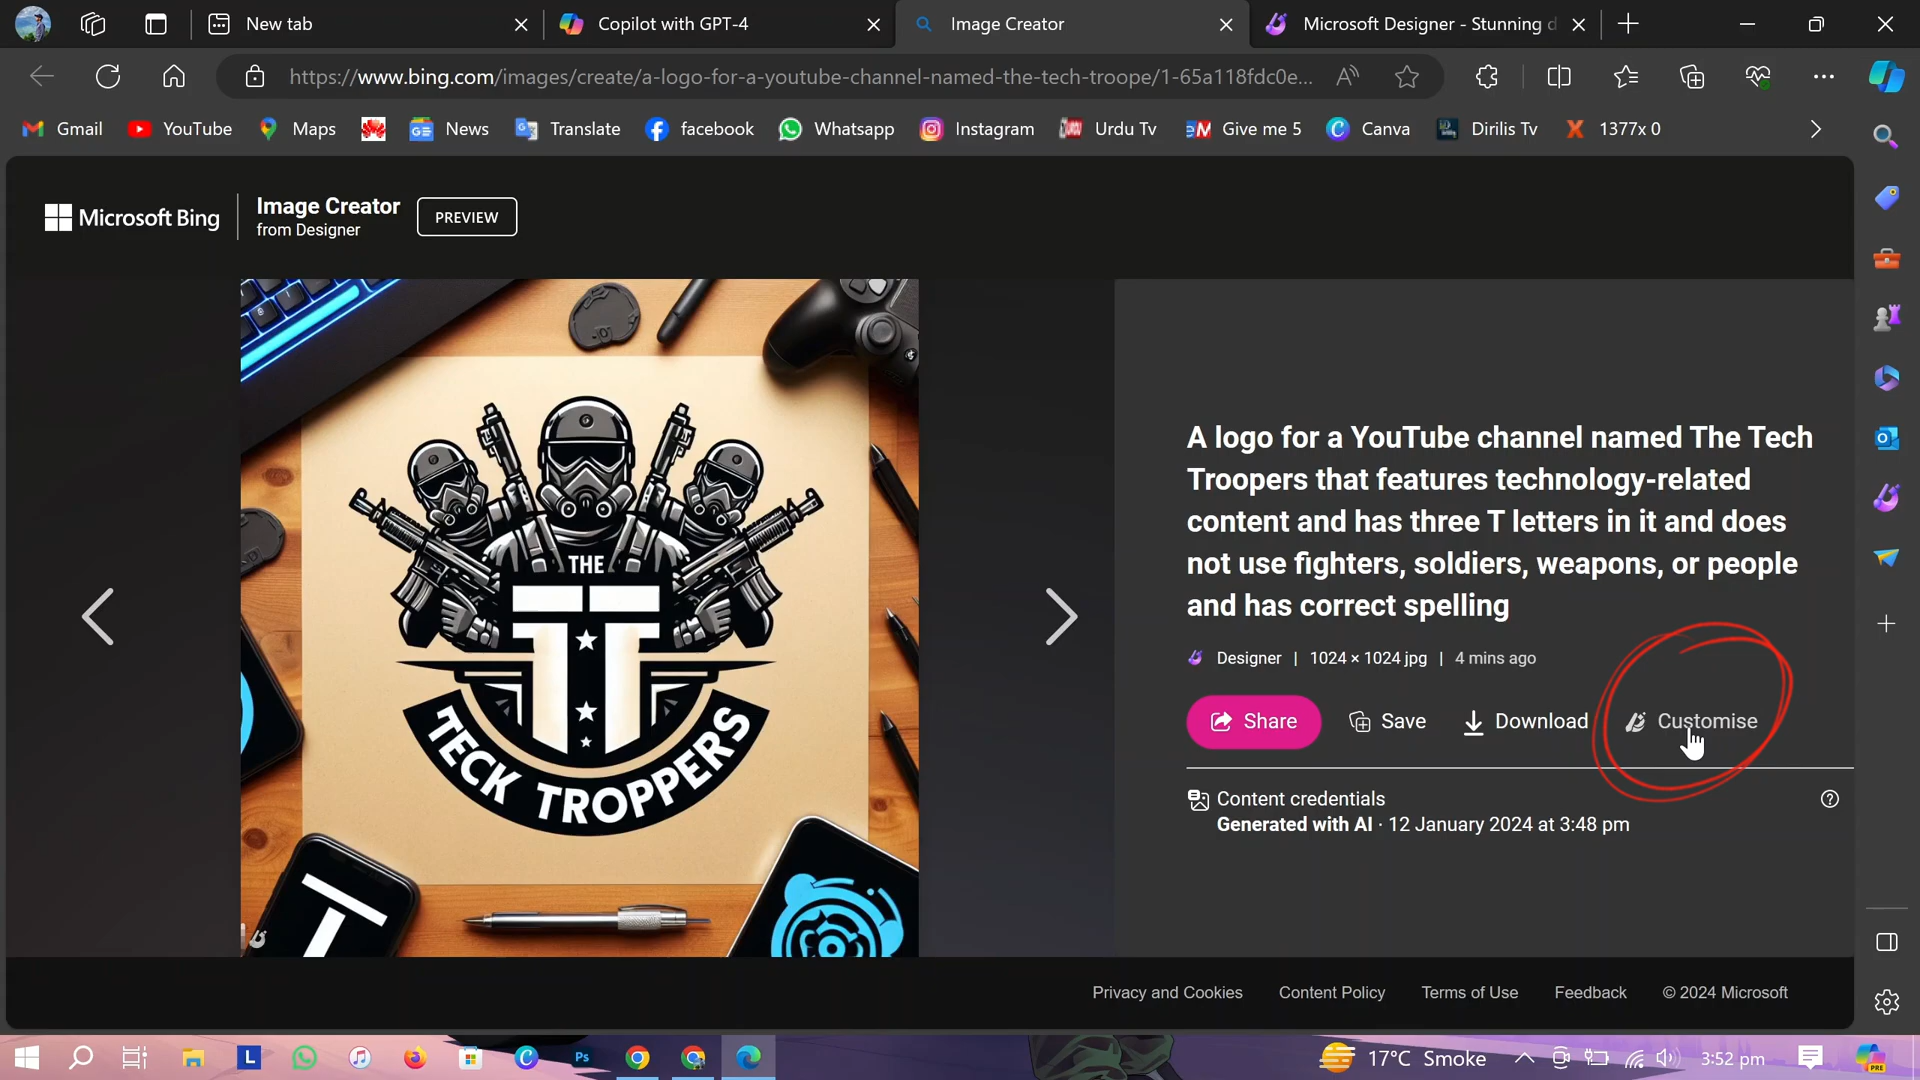 New tab
Copilot with GPT-4
Image Creator
Microsoft Designer - Stunning d
https://www.bing.com/images/create/a-logo-for-a-youtube-channel-named-the-tech-troope/1-65a118fdc0e...
Gmail
YouTube
Maps
News
Translate
facebook
Whatsapp
Instagram
Urdu Tv
Give me 5
Canva
Dirilis Tv
1377x 0
Microsoft Bing
Image Creator
from Designer
PREVIEW
THE
TT
TECK TROPPERS
A logo for a YouTube channel named The Tech
Troopers that features technology-related
content and has three T letters in it and does
not use fighters, soldiers, weapons, or people
and has correct spelling
Designer | 1024 × 1024 jpg | 4 mins ago
Share
Save
Download
Customise
Content credentials
Generated with AI · 12 January 2024 at 3:48 pm
Privacy and Cookies
Content Policy
Terms of Use
Feedback
© 2024 Microsoft
L
Ps
17°C Smoke
3:52 pm
PRE